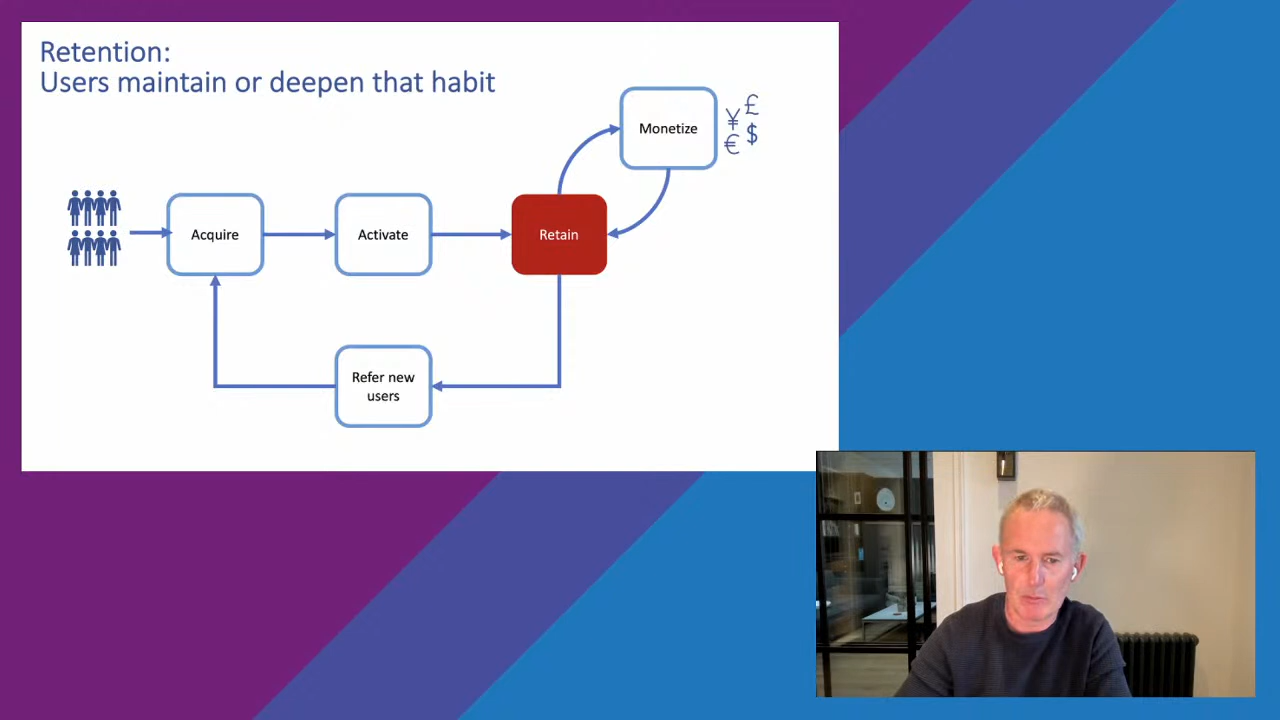 Retention:
Users maintain or deepen that habit
Monetize
¥ £
€ $
Acquire
Activate
Retain
Refer new
users